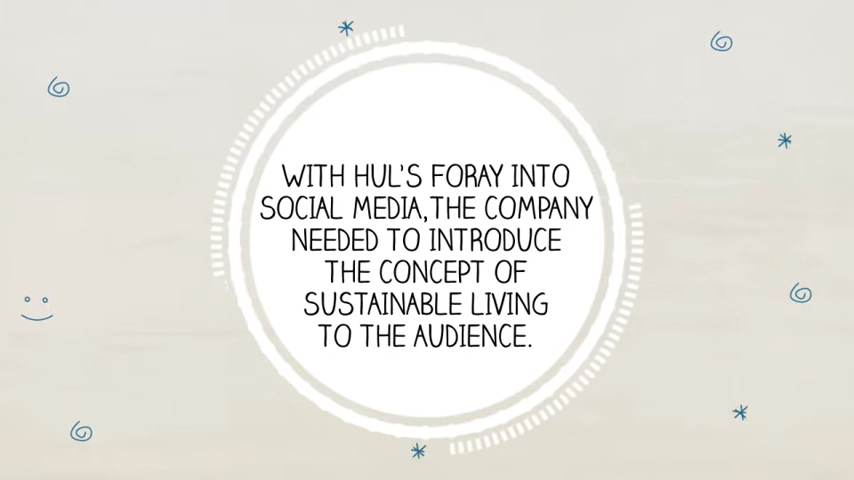 WITH HUL'S FORAY INTO
SOCIAL MEDIA, THE COMPANY
NEEDED TO INTRODUCE
THE CONCEPT OF
SUSTAINABLE LIVING
TO THE AUDIENCE.